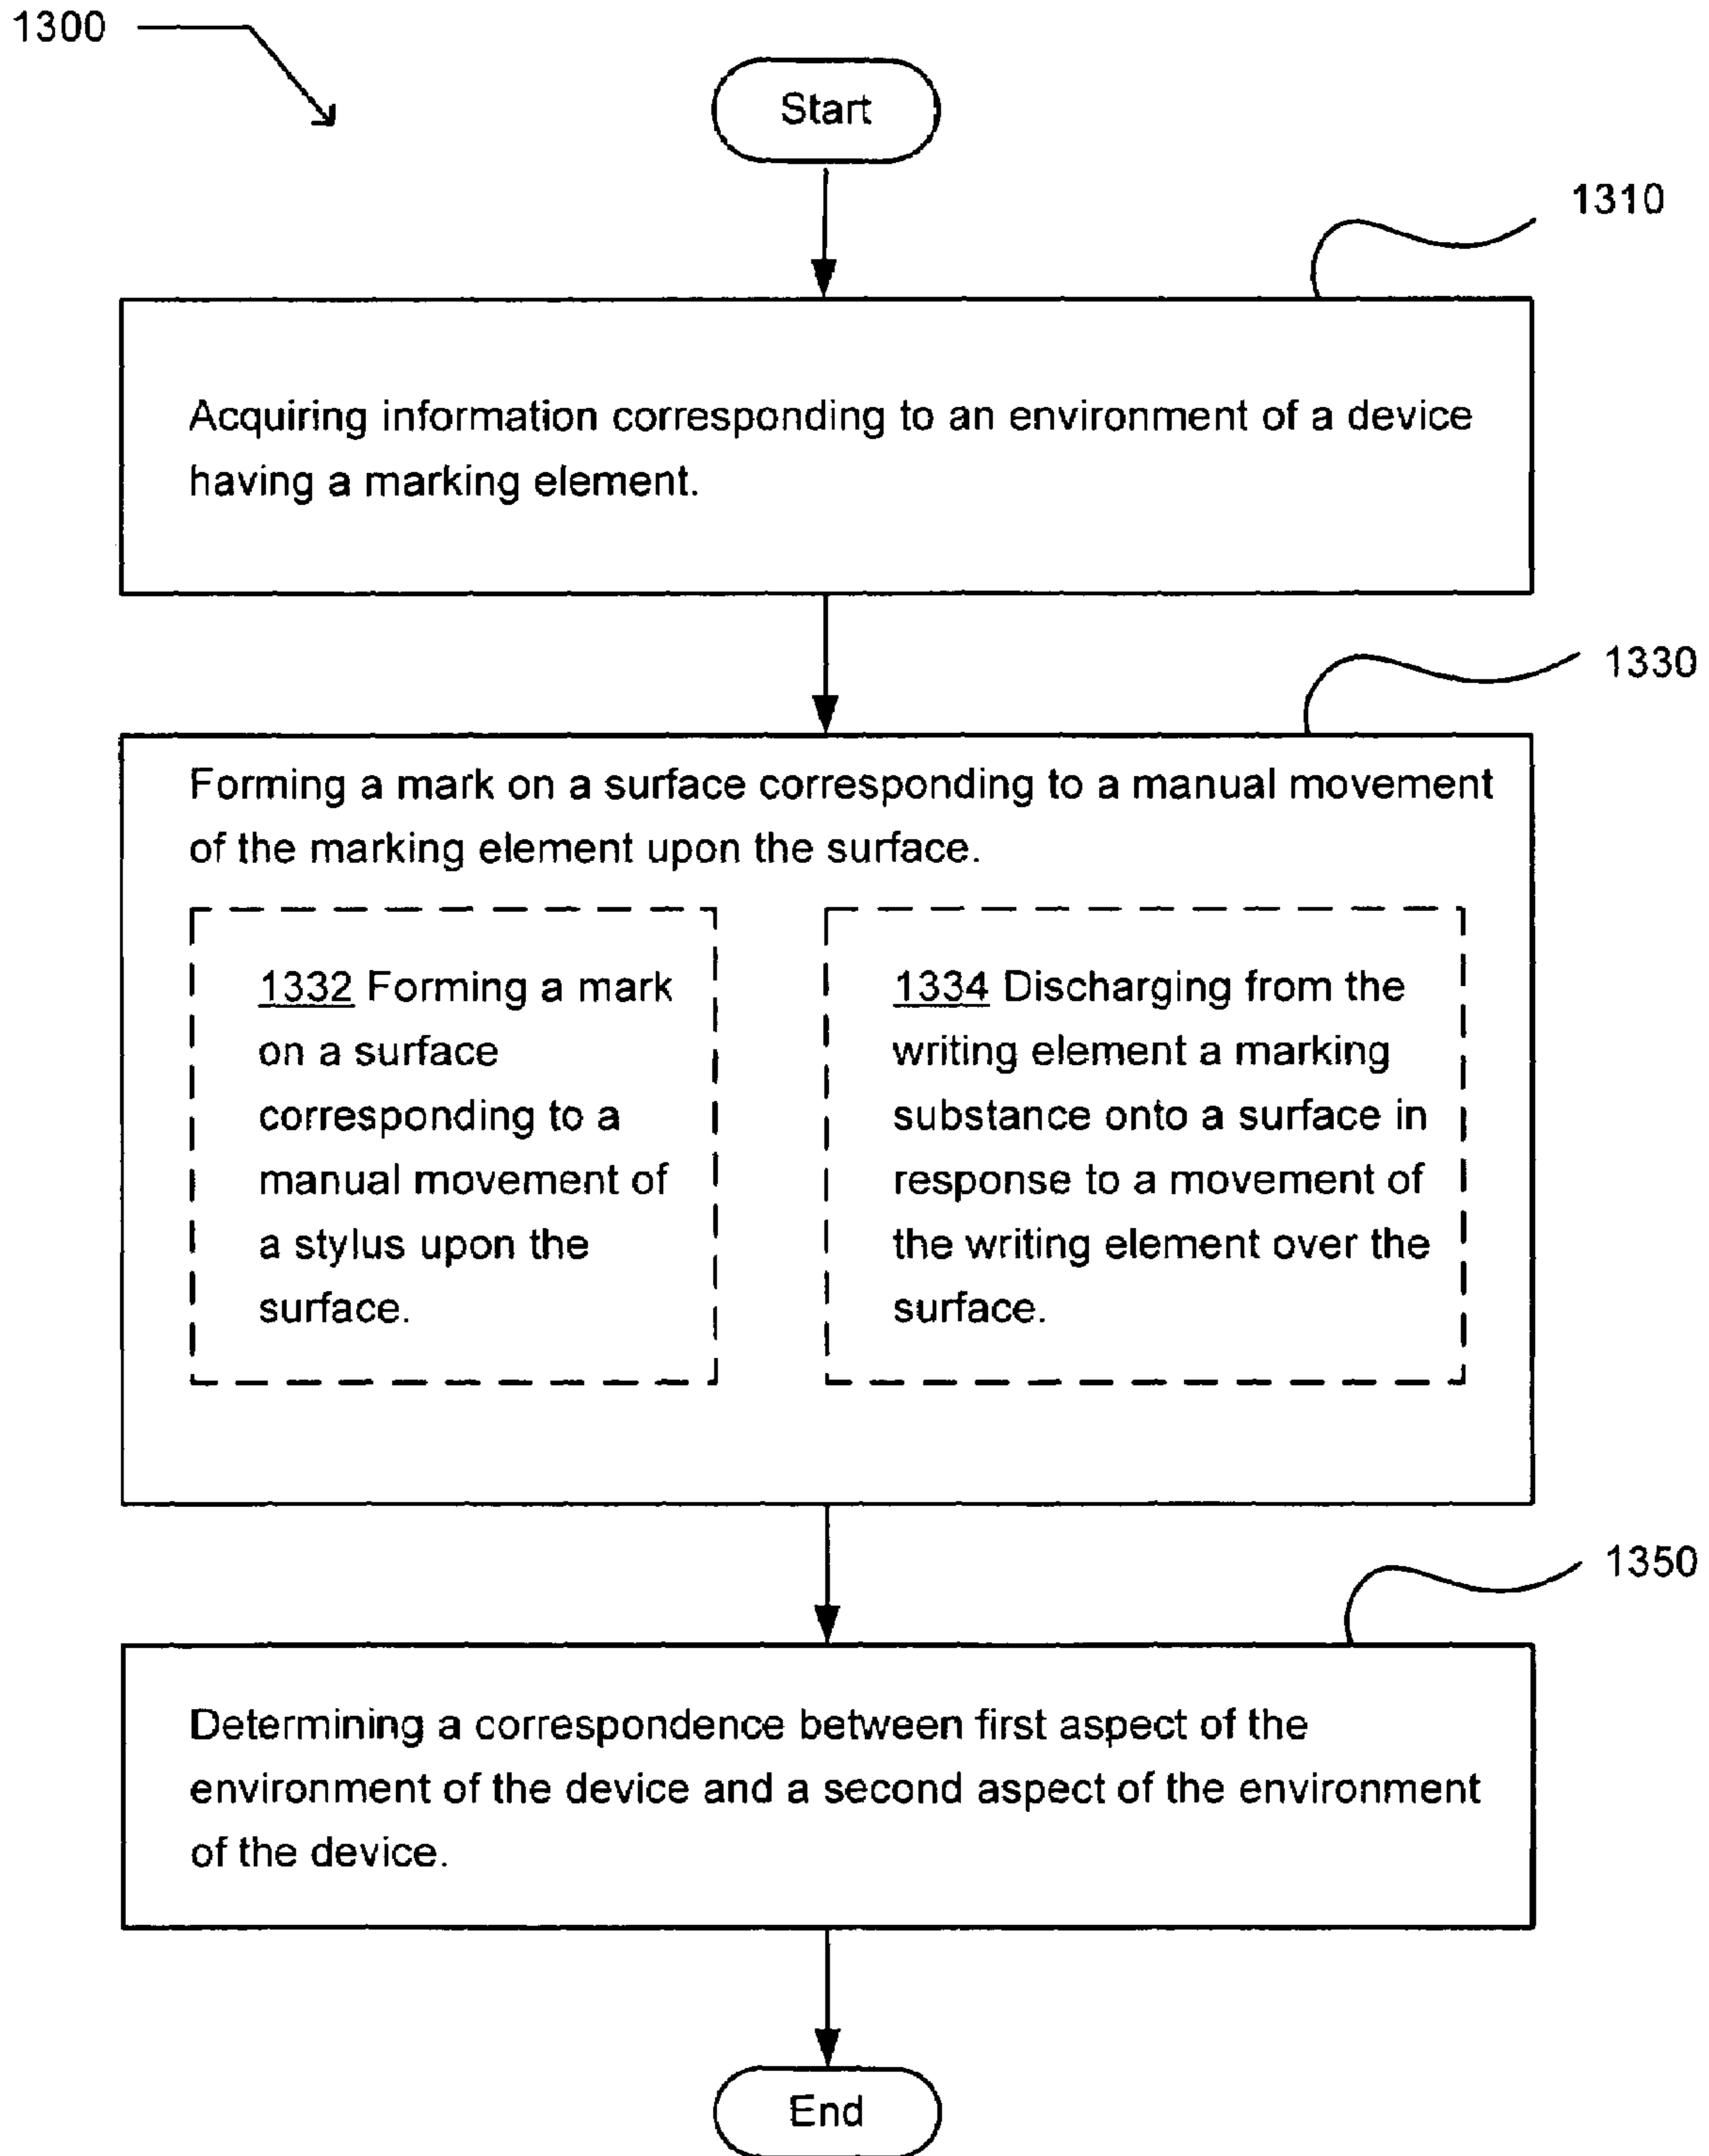 1300
Start
1310
Acquiring information corresponding to an environment of a device
having a marking element.
1330
Forming a mark on a surface corresponding to a manual movement
of the marking element upon the surface.
1332 Forming a mark
on a surface
corresponding to a
manual movement of
a stylus upon the
surface.
1334 Discharging from the
writing element a marking
substance onto a surface in
response to a movement of
the writing element over the
surface.
1350
Determining a correspondence between first aspect of the
environment of the device and a second aspect of the environment
of the device.
End